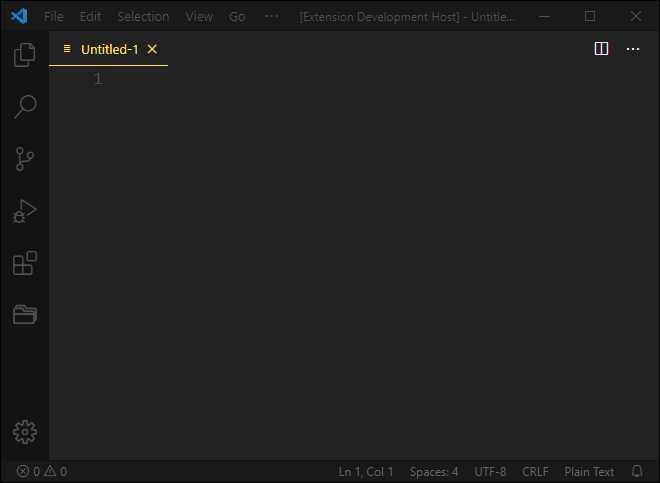 File Edit Selection View Go ··· [Extension Development Host] - Untitle...
Untitled-1
1
0 0 Ln 1, Col 1 Spaces: 4 UTF-8 CRLF Plain Text